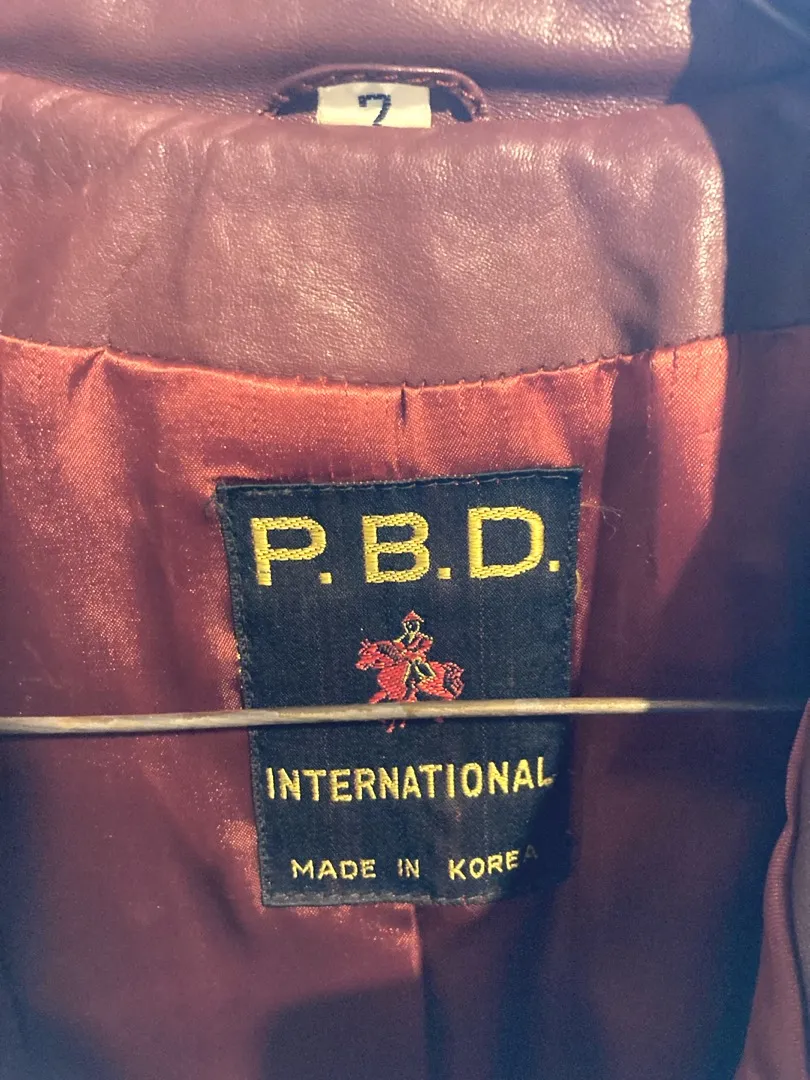 7
P.B.D.
INTERNATIONAL
MADE IN KOREA